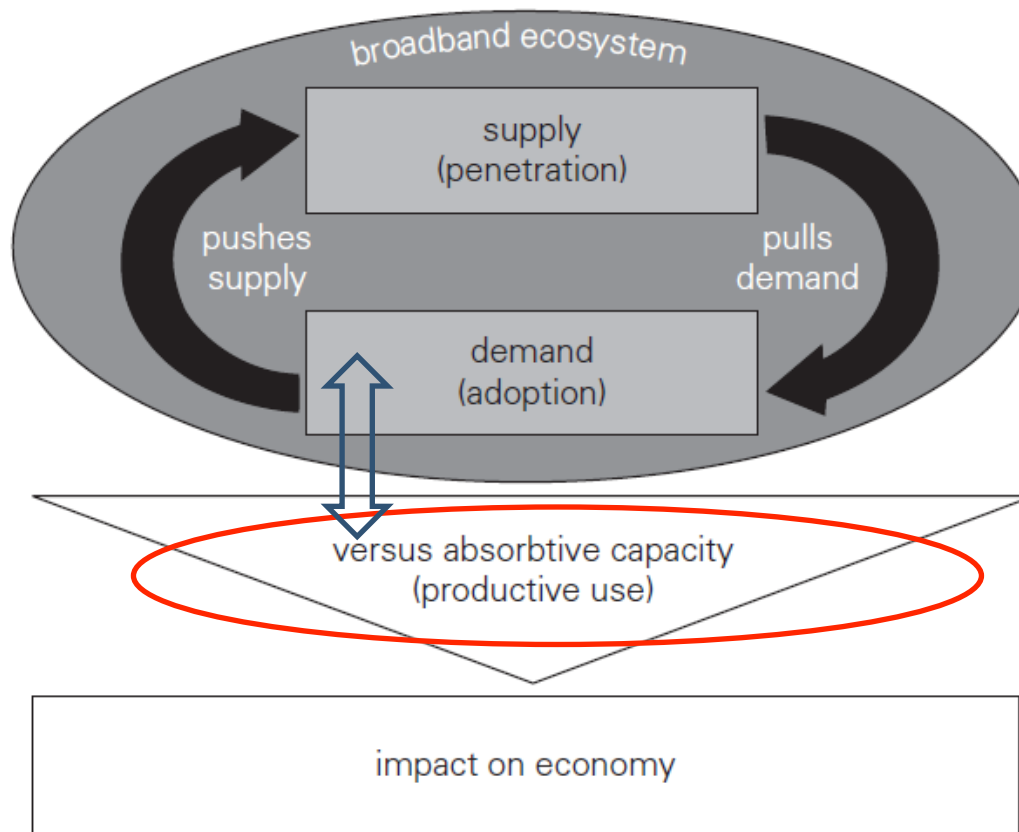 broadband ecosystem
supply
(penetration)
pushes
supply
pulls
demand
demand
(adoption)
versus absorbtive capacity
(productive use)
impact on economy